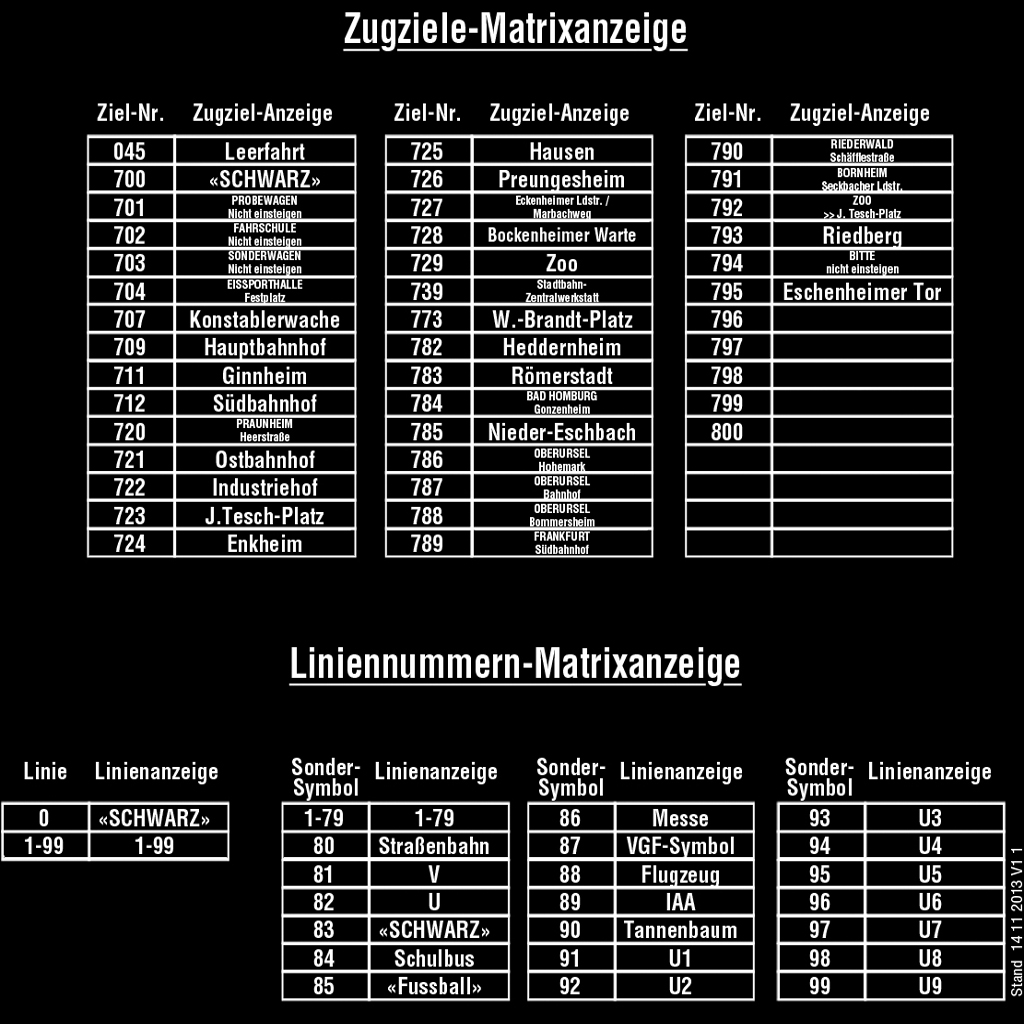 Zugziele-Matrixanzeige
Ziel-Nr. Zugziel-Anzeige
045 Leerfahrt
700 «SCHWARZ»
701 PROBEWAGEN
Nicht einsteigen
702 FAHRSCHULE
Nicht einsteigen
703 SONDERWAGEN
Nicht einsteigen
704 EISSPORTHALLE
Festplatz
707 Konstablerwache
709 Hauptbahnhof
711 Ginnheim
712 Südbahnhof
720 PRAUNHEIM
Heerstraße
721 Ostbahnhof
722 Industriehof
723 J.Tesch-Platz
724 Enkheim
Ziel-Nr. Zugziel-Anzeige
725 Hausen
726 Preungesheim
727 Eckenheimer Ldstr. /
Marbachweg
728 Bockenheimer Warte
729 Zoo
739 Stadtbahn-
Zentralwerkstatt
773 W.-Brandt-Platz
782 Heddernheim
783 Römerstadt
784 BAD HOMBURG
Gonzenheim
785 Nieder-Eschbach
786 OBERURSEL
Hohemark
787 OBERURSEL
Bahnhof
788 OBERURSEL
Bommersheim
789 FRANKFURT
Südbahnhof
Ziel-Nr. Zugziel-Anzeige
790 RIEDERWALD
Schäfflestraße
791 BORNHEIM
Seckbacher Ldstr.
792 ZOO
>> J. Tesch-Platz
793 Riedberg
794 BITTE
nicht einsteigen
795 Eschenheimer Tor
796
797
798
799
800
Liniennummern-Matrixanzeige
Linie Linienanzeige
0 «SCHWARZ»
1-99 1-99
Sonder-
Symbol Linienanzeige
1-79 1-79
80 Straßenbahn
81 V
82 U
83 «SCHWARZ»
84 Schulbus
85 «Fussball»
Sonder-
Symbol Linienanzeige
86 Messe
87 VGF-Symbol
88 Flugzeug
89 IAA
90 Tannenbaum
91 U1
92 U2
Sonder-
Symbol Linienanzeige
93 U3
94 U4
95 U5
96 U6
97 U7
98 U8
99 U9
Stand 14 11 2013 V1 1